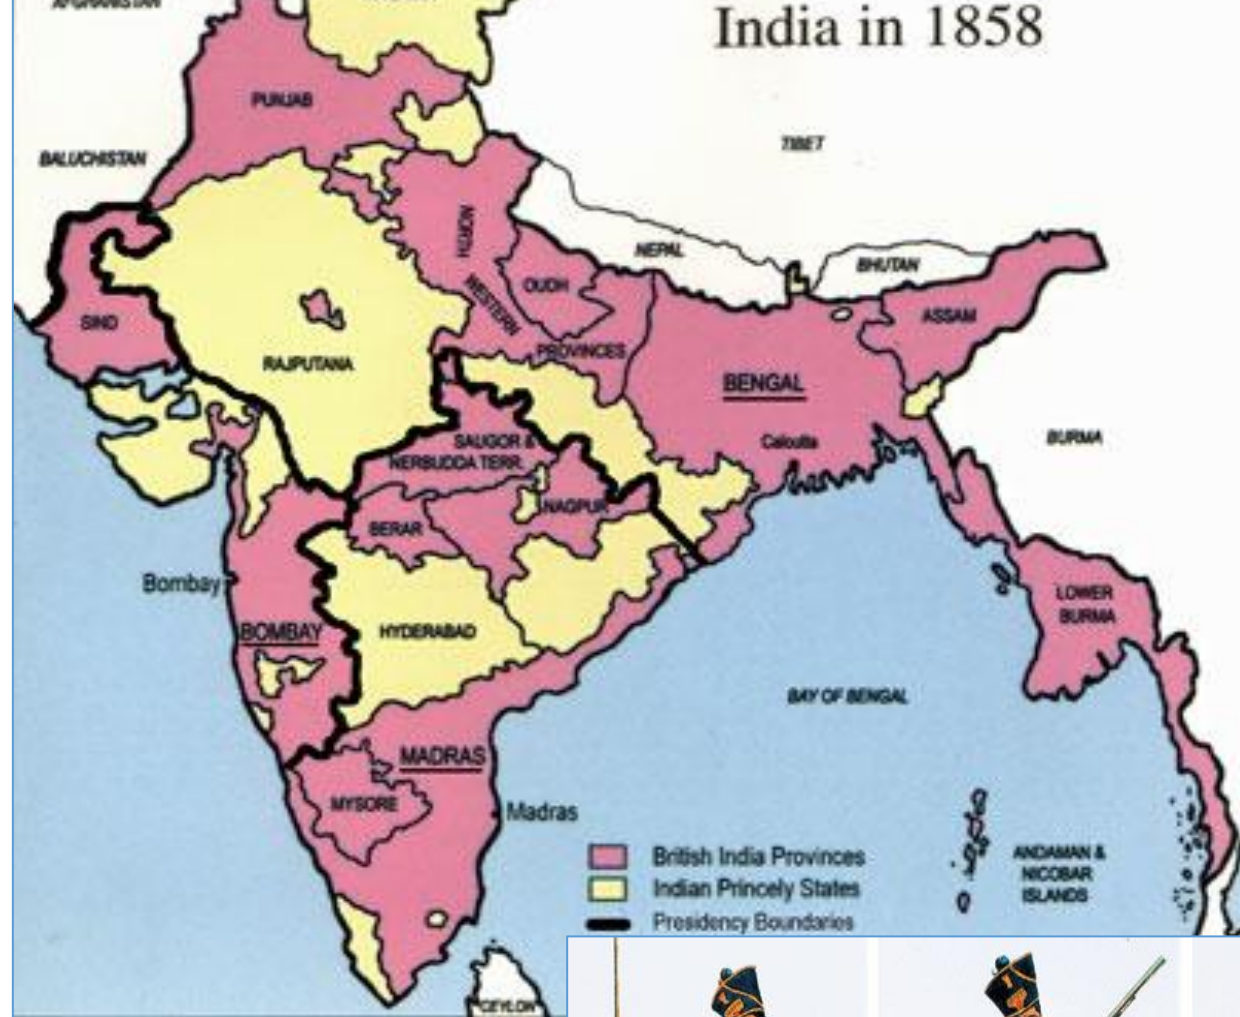 AFGHANISTAN
India in 1858
PUNJAB
TIBET
BALUCHISTAN
NORTH
WESTERN
PROVINCES
NEPAL
BHUTAN
OUDH
SIND
ASSAM
RAJPUTANA
BENGAL
Calcutta
BURMA
SAUGOR &
NERBUDDA TERR.
NAGPUR
BERAR
Bombay
BOMBAY
HYDERABAD
LOWER
BURMA
BAY OF BENGAL
MADRAS
MYSORE
Madras
British India Provinces
Indian Princely States
Presidency Boundaries
ANDAMAN &
NICOBAR
ISLANDS
CEYLON